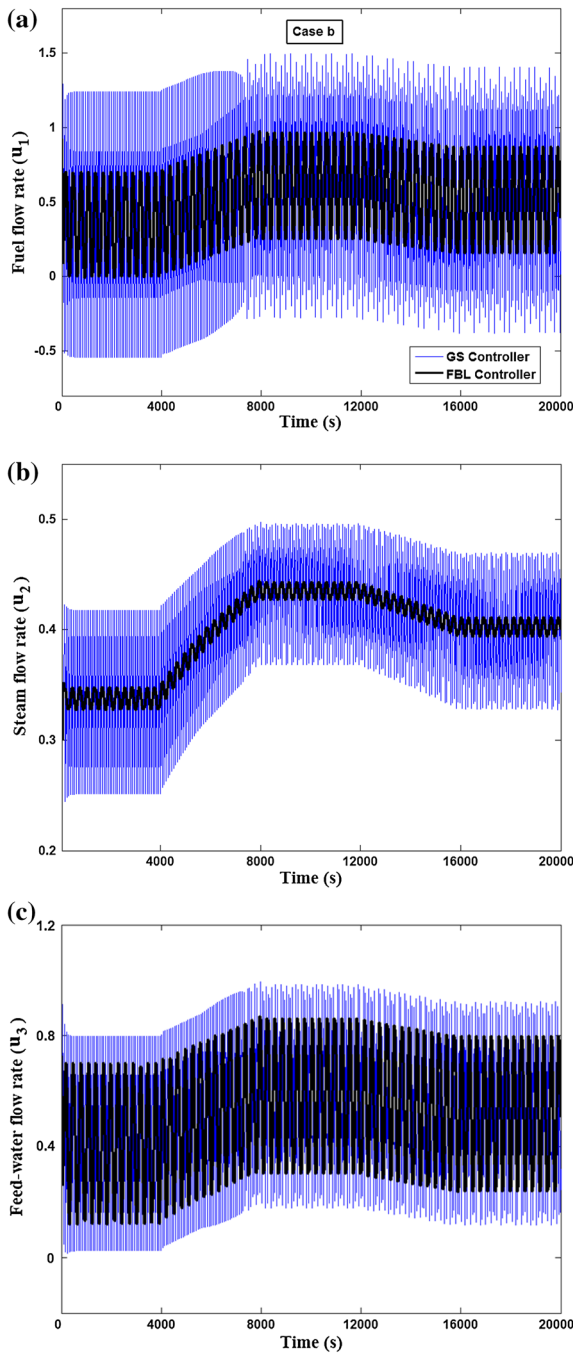 (a)
Case b
1.5
1
0.5
0
-0.5
Fuel flow rate (u1)
GS Controller
FBL Controller
0 4000 8000 12000 16000 20000
Time (s)
(b)
0.5
0.4
0.3
0.2
Steam flow rate (u2)
0 4000 8000 12000 16000 20000
Time (s)
(c)
1.2
0.8
0.4
0
Feed-water flow rate (u3)
0 4000 8000 12000 16000 20000
Time (s)